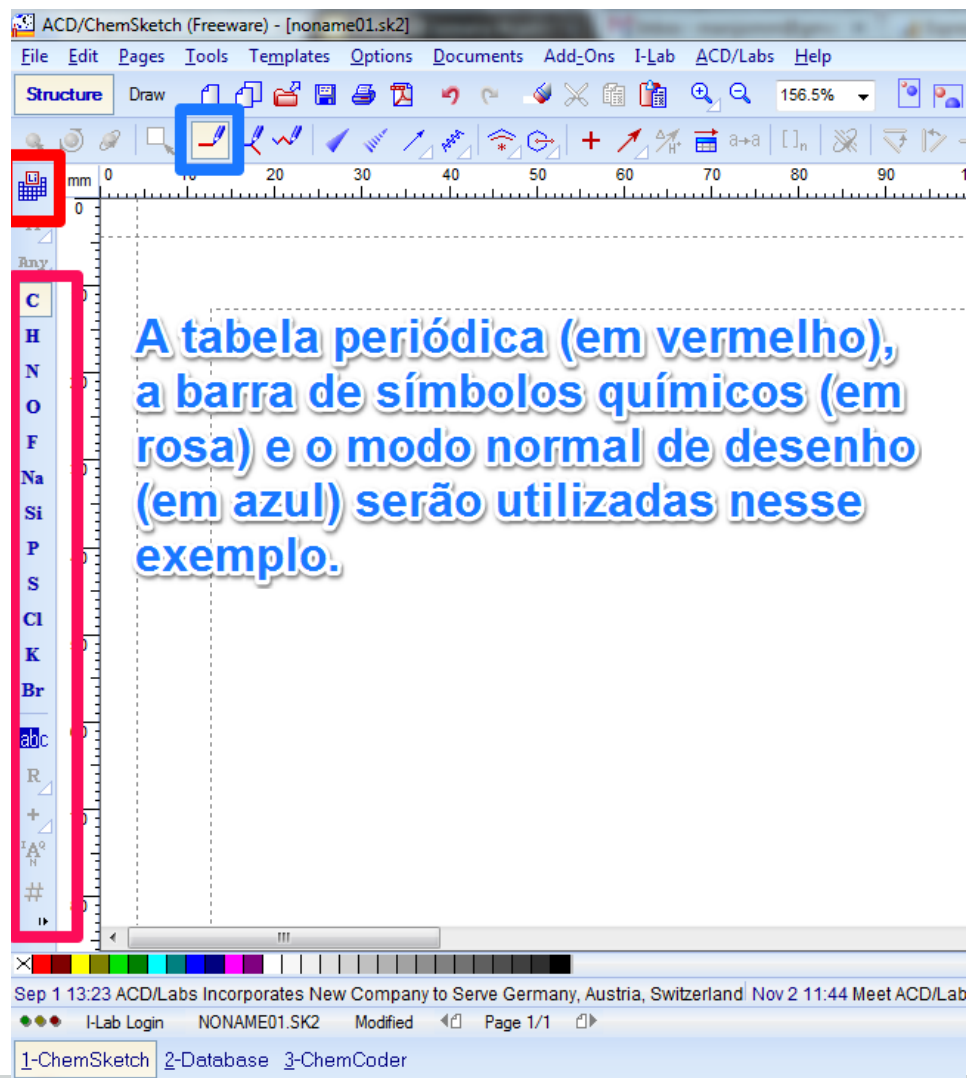 ACD/ChemSketch (Freeware) - [noname01.sk2]
File Edit Pages Tools Templates Options Documents Add-Ons I-Lab ACD/Labs Help
Structure Draw 156.5%
a→a []n
Li mm 0 10 20 30 40 50 60 70 80 90
0
Any
C
H
N
O
F
Na
Si
P
S
Cl
K
Br
abc
R
+
#
A tabela periódica (em vermelho),
a barra de símbolos químicos (em
rosa) e o modo normal de desenho
(em azul) serão utilizadas nesse
exemplo.
Sep 1 13:23 ACD/Labs Incorporates New Company to Serve Germany, Austria, Switzerland Nov 2 11:44 Meet ACD/Lab
I-Lab Login NONAME01.SK2 Modified Page 1/1
1-ChemSketch 2-Database 3-ChemCoder